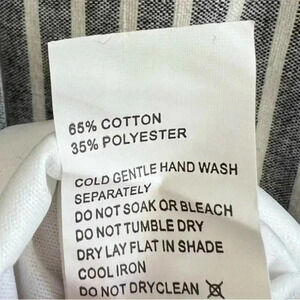 65% COTTON
35% POLYESTER
COLD GENTLE HAND WASH
SEPARATELY
DO NOT SOAK OR BLEACH
DO NOT TUMBLE DRY
DRY LAY FLAT IN SHADE
COOL IRON
DO NOT DRYCLEAN